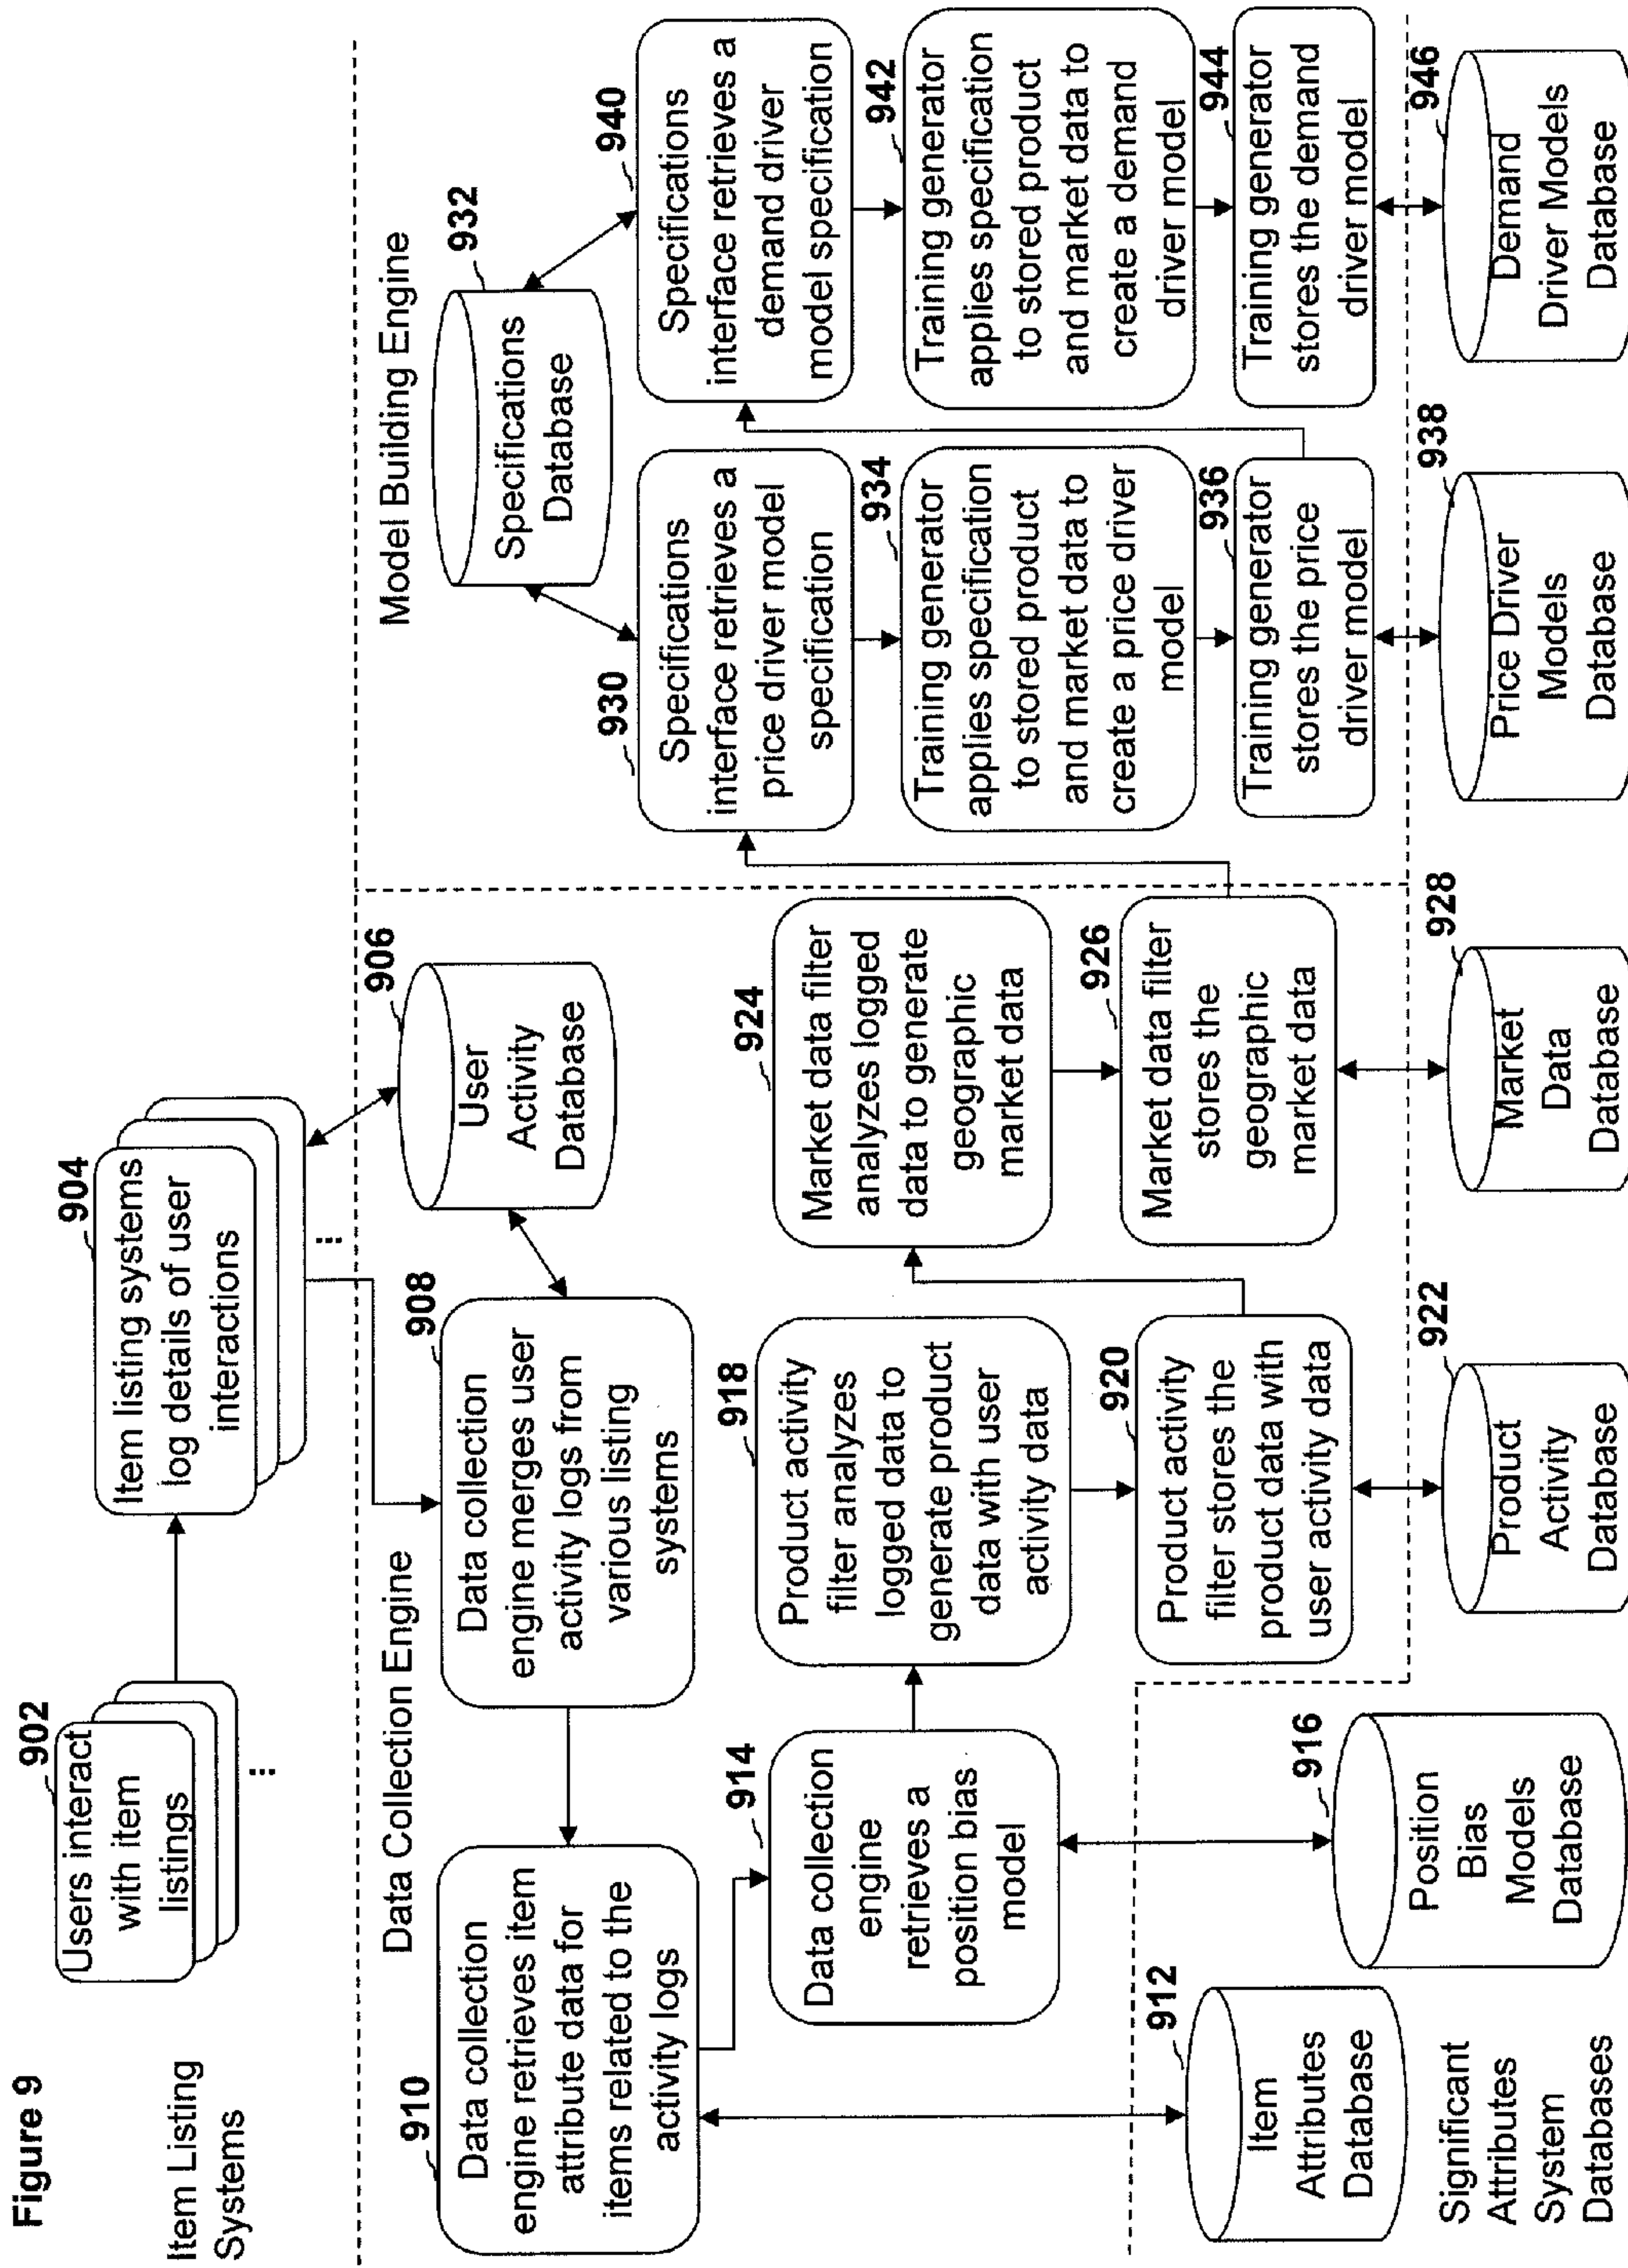 Figure 9
Item Listing
Systems
902
Users interact
with item
listings
...
904
Item listing systems
log details of user
interactions
...
Data Collection Engine
906
User
Activity
Database
908
Data collection
engine merges user
activity logs from
various listing
systems
910
Data collection
engine retrieves item
attribute data for
items related to the
activity logs
912
Item
Attributes
Database
914
Data collection
engine
retrieves a
position bias
model
916
Position
Bias
Models
Database
918
Product activity
filter analyzes
logged data to
generate product
data with user
activity data
920
Product activity
filter stores the
product data with
user activity data
922
Product
Activity
Database
924
Market data filter
analyzes logged
data to generate
geographic
market data
926
Market data filter
stores the
geographic
market data
928
Market
Data
Database
Model Building Engine
930
Specifications
interface retrieves a
price driver model
specification
932
Specifications
Database
934
Training generator
applies specification
to stored product
and market data to
create a price driver
model
936
Training generator
stores the price
driver model
938
Price Driver
Models
Database
940
Specifications
interface retrieves a
demand driver
model specification
942
Training generator
applies specification
to stored product
and market data to
create a demand
driver model
944
Training generator
stores the demand
driver model
946
Demand
Driver Models
Database
Significant
Attributes
System
Databases